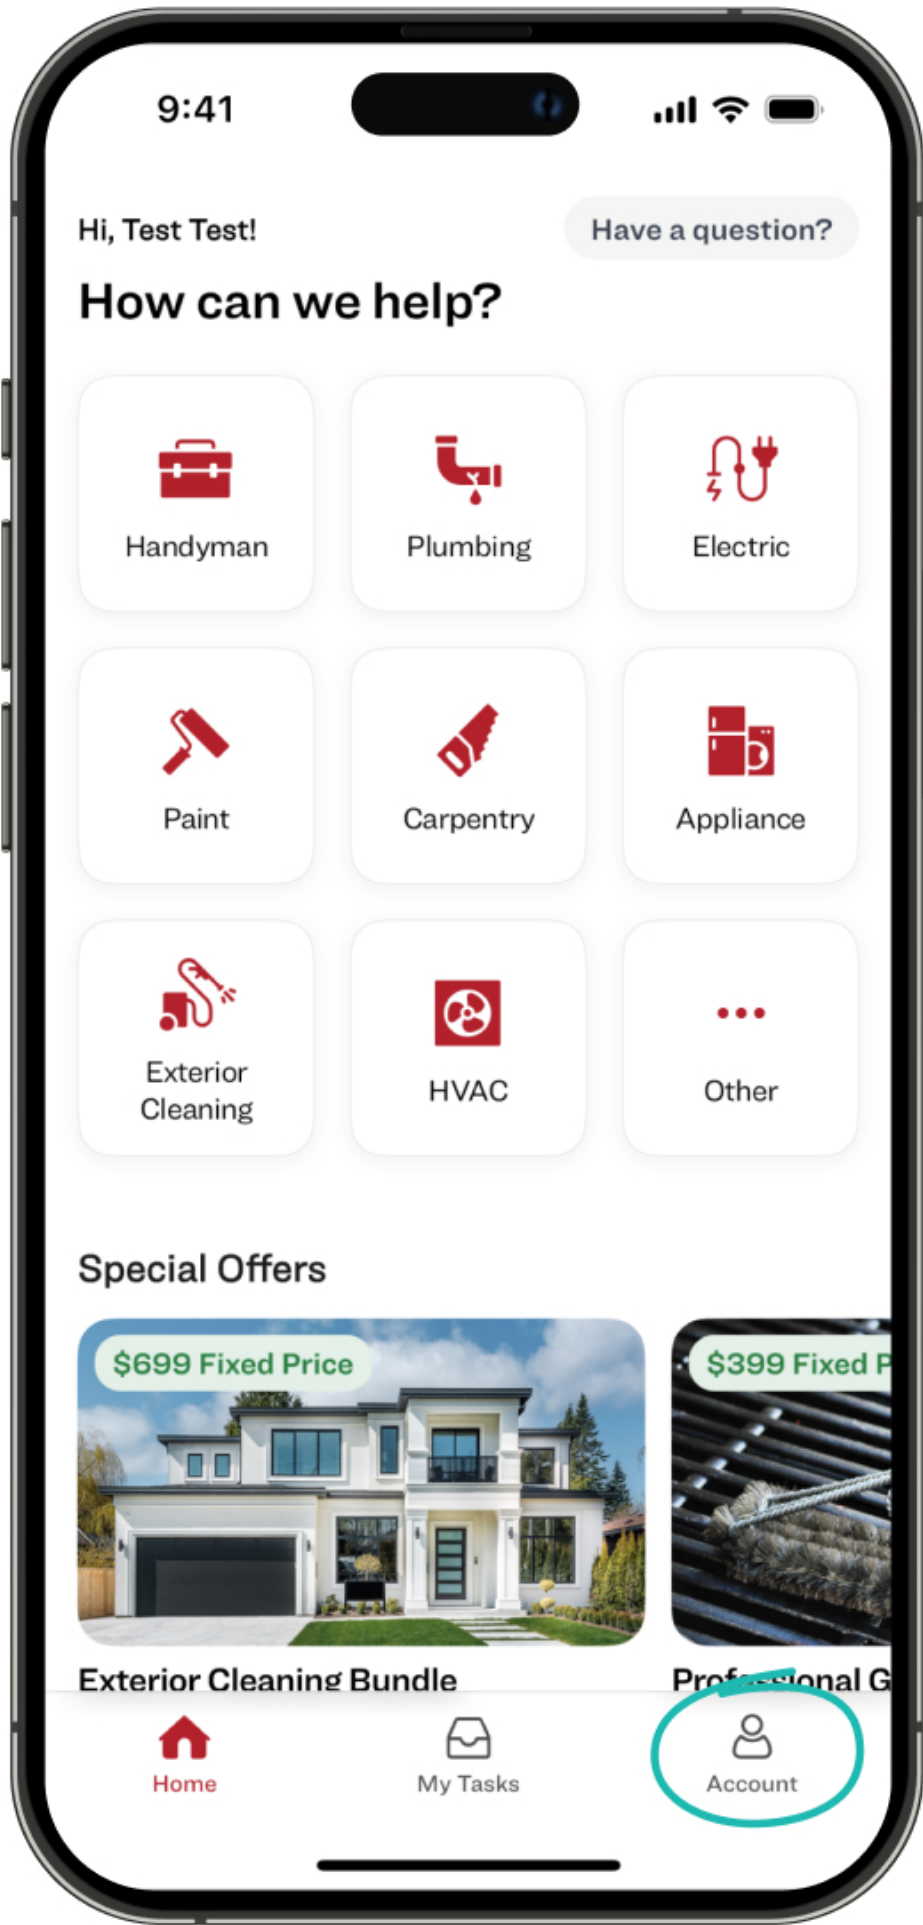 9:41
Hi, Test Test!
Have a question?
How can we help?
Handyman
Plumbing
Electric
Paint
Carpentry
Appliance
Exterior
Cleaning
HVAC
Other
Special Offers
$699 Fixed Price
$399 Fixed P
Exterior Cleaning Bundle
Professional G
Home
My Tasks
Account